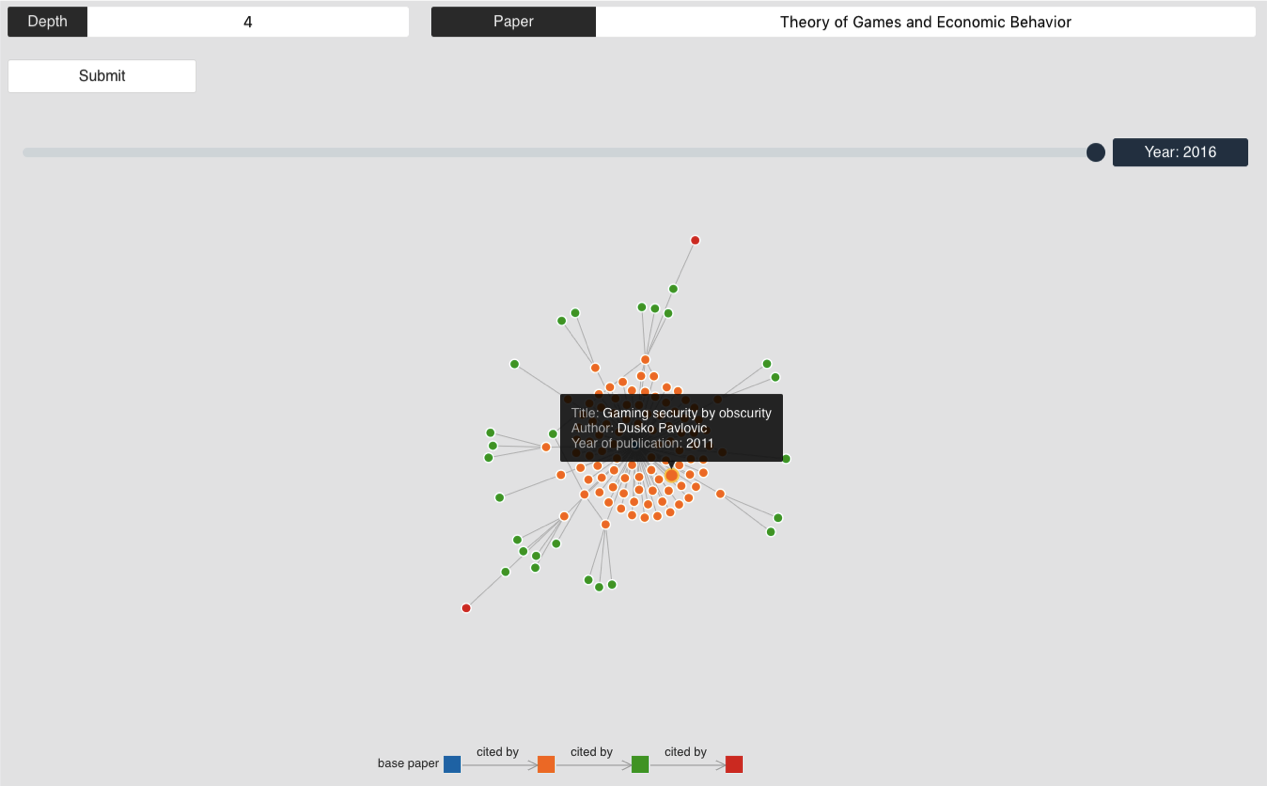 Depth 4 Paper Theory of Games and Economic Behavior
Submit
Year: 2016
Title: Gaming security by obscurity
Author: Dusko Pavlovic
Year of publication: 2011
cited by cited by cited by
base paper